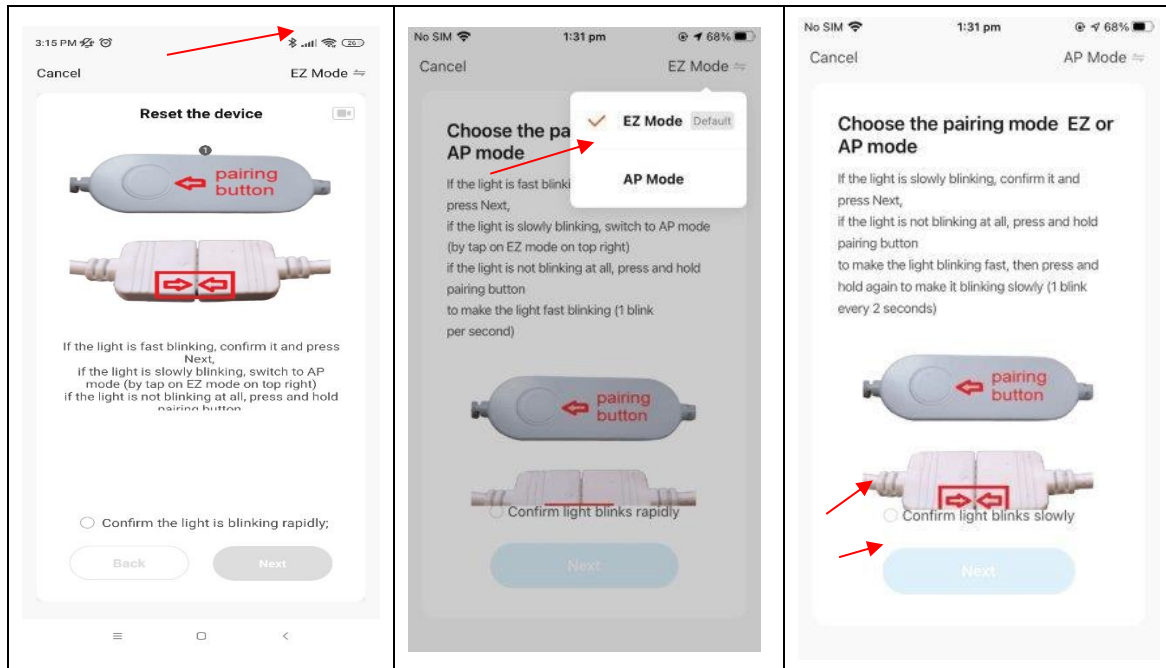 3:15 PM
26
Cancel
EZ Mode
Reset the device
1
pairing
button
If the light is fast blinking, confirm it and press
Next,
if the light is slowly blinking, switch to AP
mode (by tap on EZ mode on top right)
if the light is not blinking at all, press and hold
pairing button
Confirm the light is blinking rapidly;
Back
Next
No SIM
1:31 pm
68%
Cancel
EZ Mode
EZ Mode Default
AP Mode
Choose the pa
AP mode
If the light is fast blinki
press Next,
if the light is slowly blinking, switch to AP mode
(by tap on EZ mode on top right)
if the light is not blinking at all, press and hold
pairing button
to make the light fast blinking (1 blink
per second)
pairing
button
Confirm light blinks rapidly
Next
No SIM
1:31 pm
68%
Cancel
AP Mode
Choose the pairing mode EZ or
AP mode
If the light is slowly blinking, confirm it and
press Next,
if the light is not blinking at all, press and hold
pairing button
to make the light blinking fast, then press and
hold again to make it blinking slowly (1 blink
every 2 seconds)
pairing
button
Confirm light blinks slowly
Next